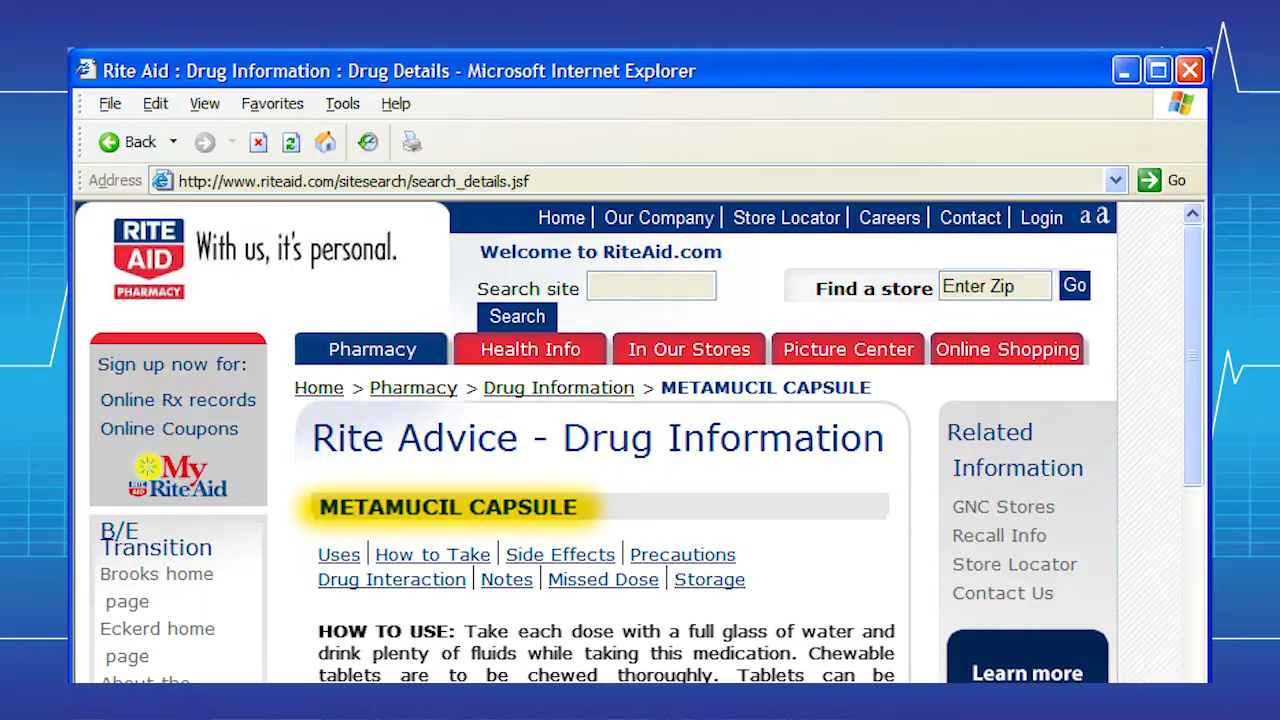 Rite Aid : Drug Information : Drug Details - Microsoft Internet Explorer
File Edit View Favorites Tools Help
Back
Address http://www.riteaid.com/sitesearch/search_details.jsf Go
Home | Our Company | Store Locator | Careers | Contact | Login a a
RITE
AID
PHARMACY
With us, it's personal.
Welcome to RiteAid.com
Search site
Search
Find a store Enter Zip Go
Pharmacy Health Info In Our Stores Picture Center Online Shopping
Sign up now for:
Online Rx records
Online Coupons
My
RITE AID RiteAid
B/E
Transition
Brooks home
page
Eckerd home
page
About the
Home > Pharmacy > Drug Information > METAMUCIL CAPSULE
Rite Advice - Drug Information
METAMUCIL CAPSULE
Uses | How to Take | Side Effects | Precautions
Drug Interaction | Notes | Missed Dose | Storage
HOW TO USE: Take each dose with a full glass of water and
drink plenty of fluids while taking this medication. Chewable
tablets are to be chewed thoroughly. Tablets can be
Related
Information
GNC Stores
Recall Info
Store Locator
Contact Us
Learn more